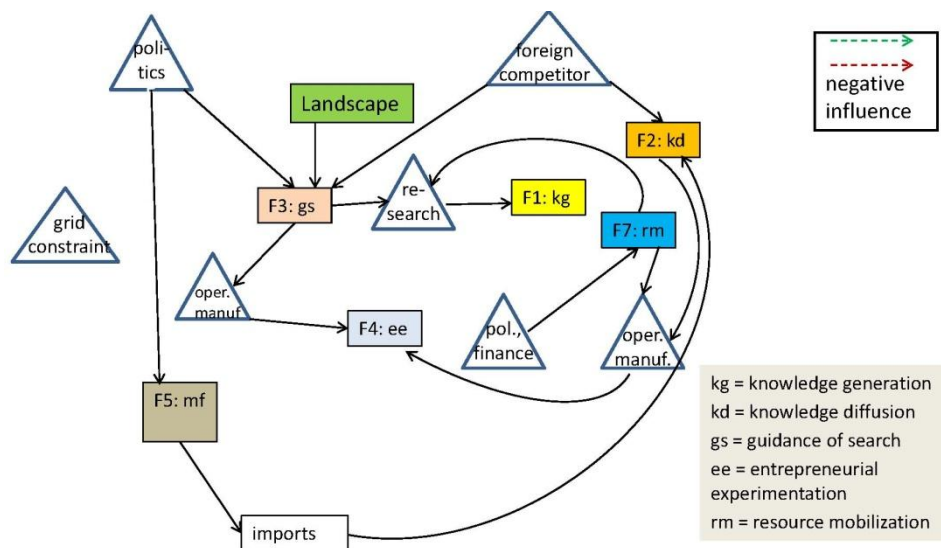 poli-
tics
foreign
competitor
negative
influence
Landscape
F2: kd
F3: gs
re-
search
F1: kg
grid
constraint
F7: rm
oper.
manuf
F4: ee
pol.,
finance
oper.
manuf.
F5: mf
imports
kg = knowledge generation
kd = knowledge diffusion
gs = guidance of search
ee = entrepreneurial
experimentation
rm = resource mobilization